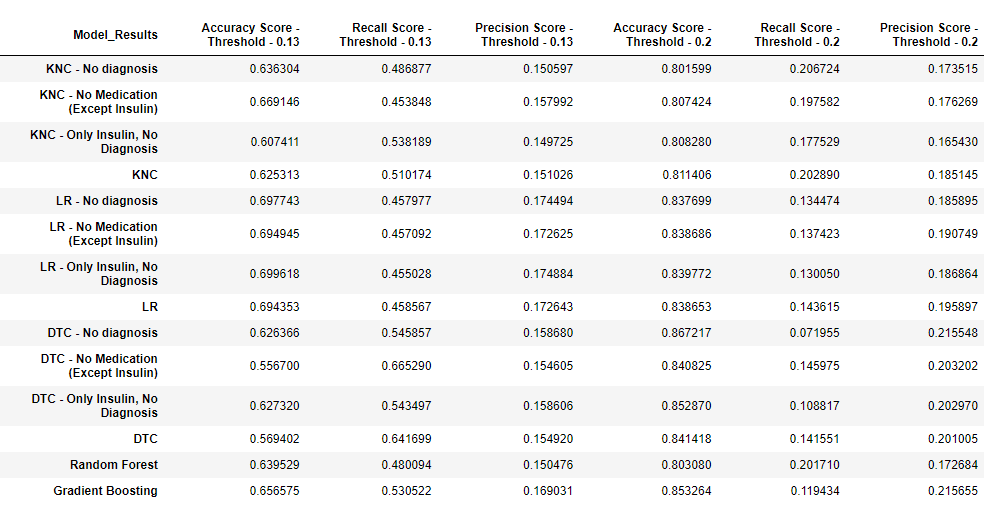 Model_Results Accuracy Score - Threshold - 0.13 Recall Score - Threshold - 0.13 Precision Score - Threshold - 0.13 Accuracy Score - Threshold - 0.2 Recall Score - Threshold - 0.2 Precision Score - Threshold - 0.2
KNC - No diagnosis 0.636304 0.486877 0.150597 0.801599 0.206724 0.173515
KNC - No Medication (Except Insulin) 0.669146 0.453848 0.157992 0.807424 0.197582 0.176269
KNC - Only Insulin, No Diagnosis 0.607411 0.538189 0.149725 0.808280 0.177529 0.165430
KNC 0.625313 0.510174 0.151026 0.811406 0.202890 0.185145
LR - No diagnosis 0.697743 0.457977 0.174494 0.837699 0.134474 0.185895
LR - No Medication (Except Insulin) 0.694945 0.457092 0.172625 0.838686 0.137423 0.190749
LR - Only Insulin, No Diagnosis 0.699618 0.455028 0.174884 0.839772 0.130050 0.186864
LR 0.694353 0.458567 0.172643 0.838653 0.143615 0.195897
DTC - No diagnosis 0.626366 0.545857 0.158680 0.867217 0.071955 0.215548
DTC - No Medication (Except Insulin) 0.556700 0.665290 0.154605 0.840825 0.145975 0.203202
DTC - Only Insulin, No Diagnosis 0.627320 0.543497 0.158606 0.852870 0.108817 0.202970
DTC 0.569402 0.641699 0.154920 0.841418 0.141551 0.201005
Random Forest 0.639529 0.480094 0.150476 0.803080 0.201710 0.172684
Gradient Boosting 0.656575 0.530522 0.169031 0.853264 0.119434 0.215655